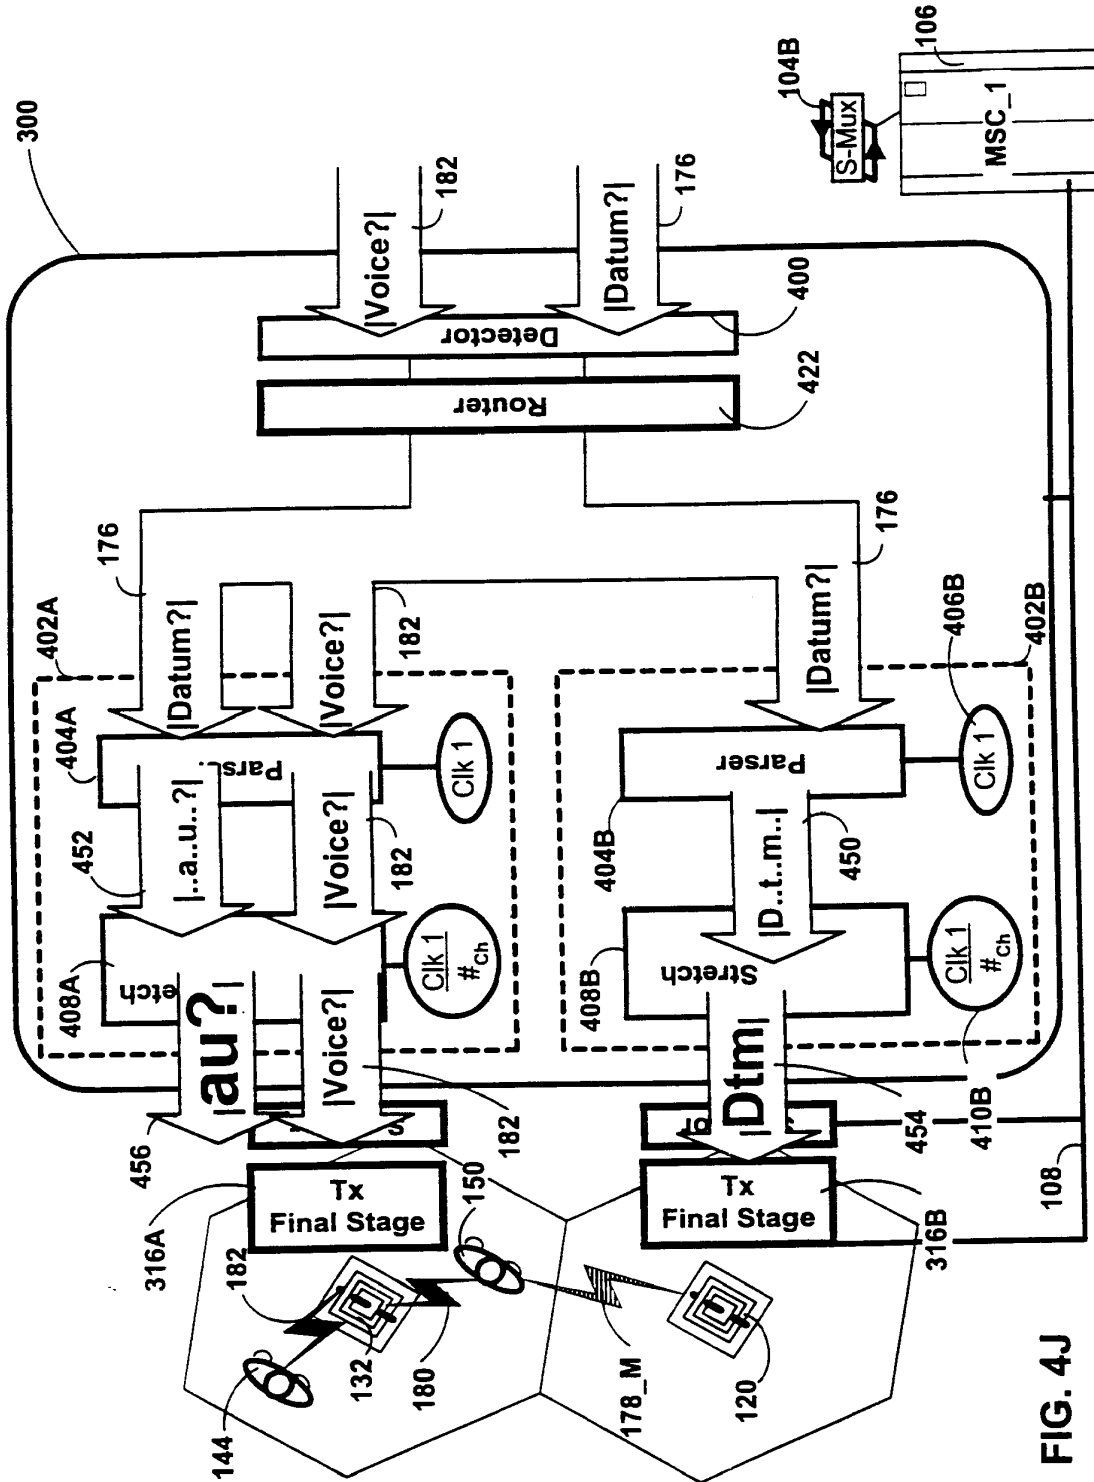 300
104B
S-Mux
106
MSC_1
|Voice?|
182
|Datum?|
176
Detector
400
Router
422
176
402A
|Datum?|
|Voice?|
182
|Datum?|
176
406B
402B
404A
Clk 1
Parser
Clk 1
452
|..a..u..?|
|Voice?|
182
404B
|D..t..m..|
450
408A
etch
Clk 1
#Ch
408B
Stretch
Clk 1
#Ch
|au?|
|Voice?|
|Dtm|
456
182
454
410B
316A
Tx
Final Stage
150
Tx
Final Stage
316B
108
182
132
180
144
178_M
120
FIG. 4J